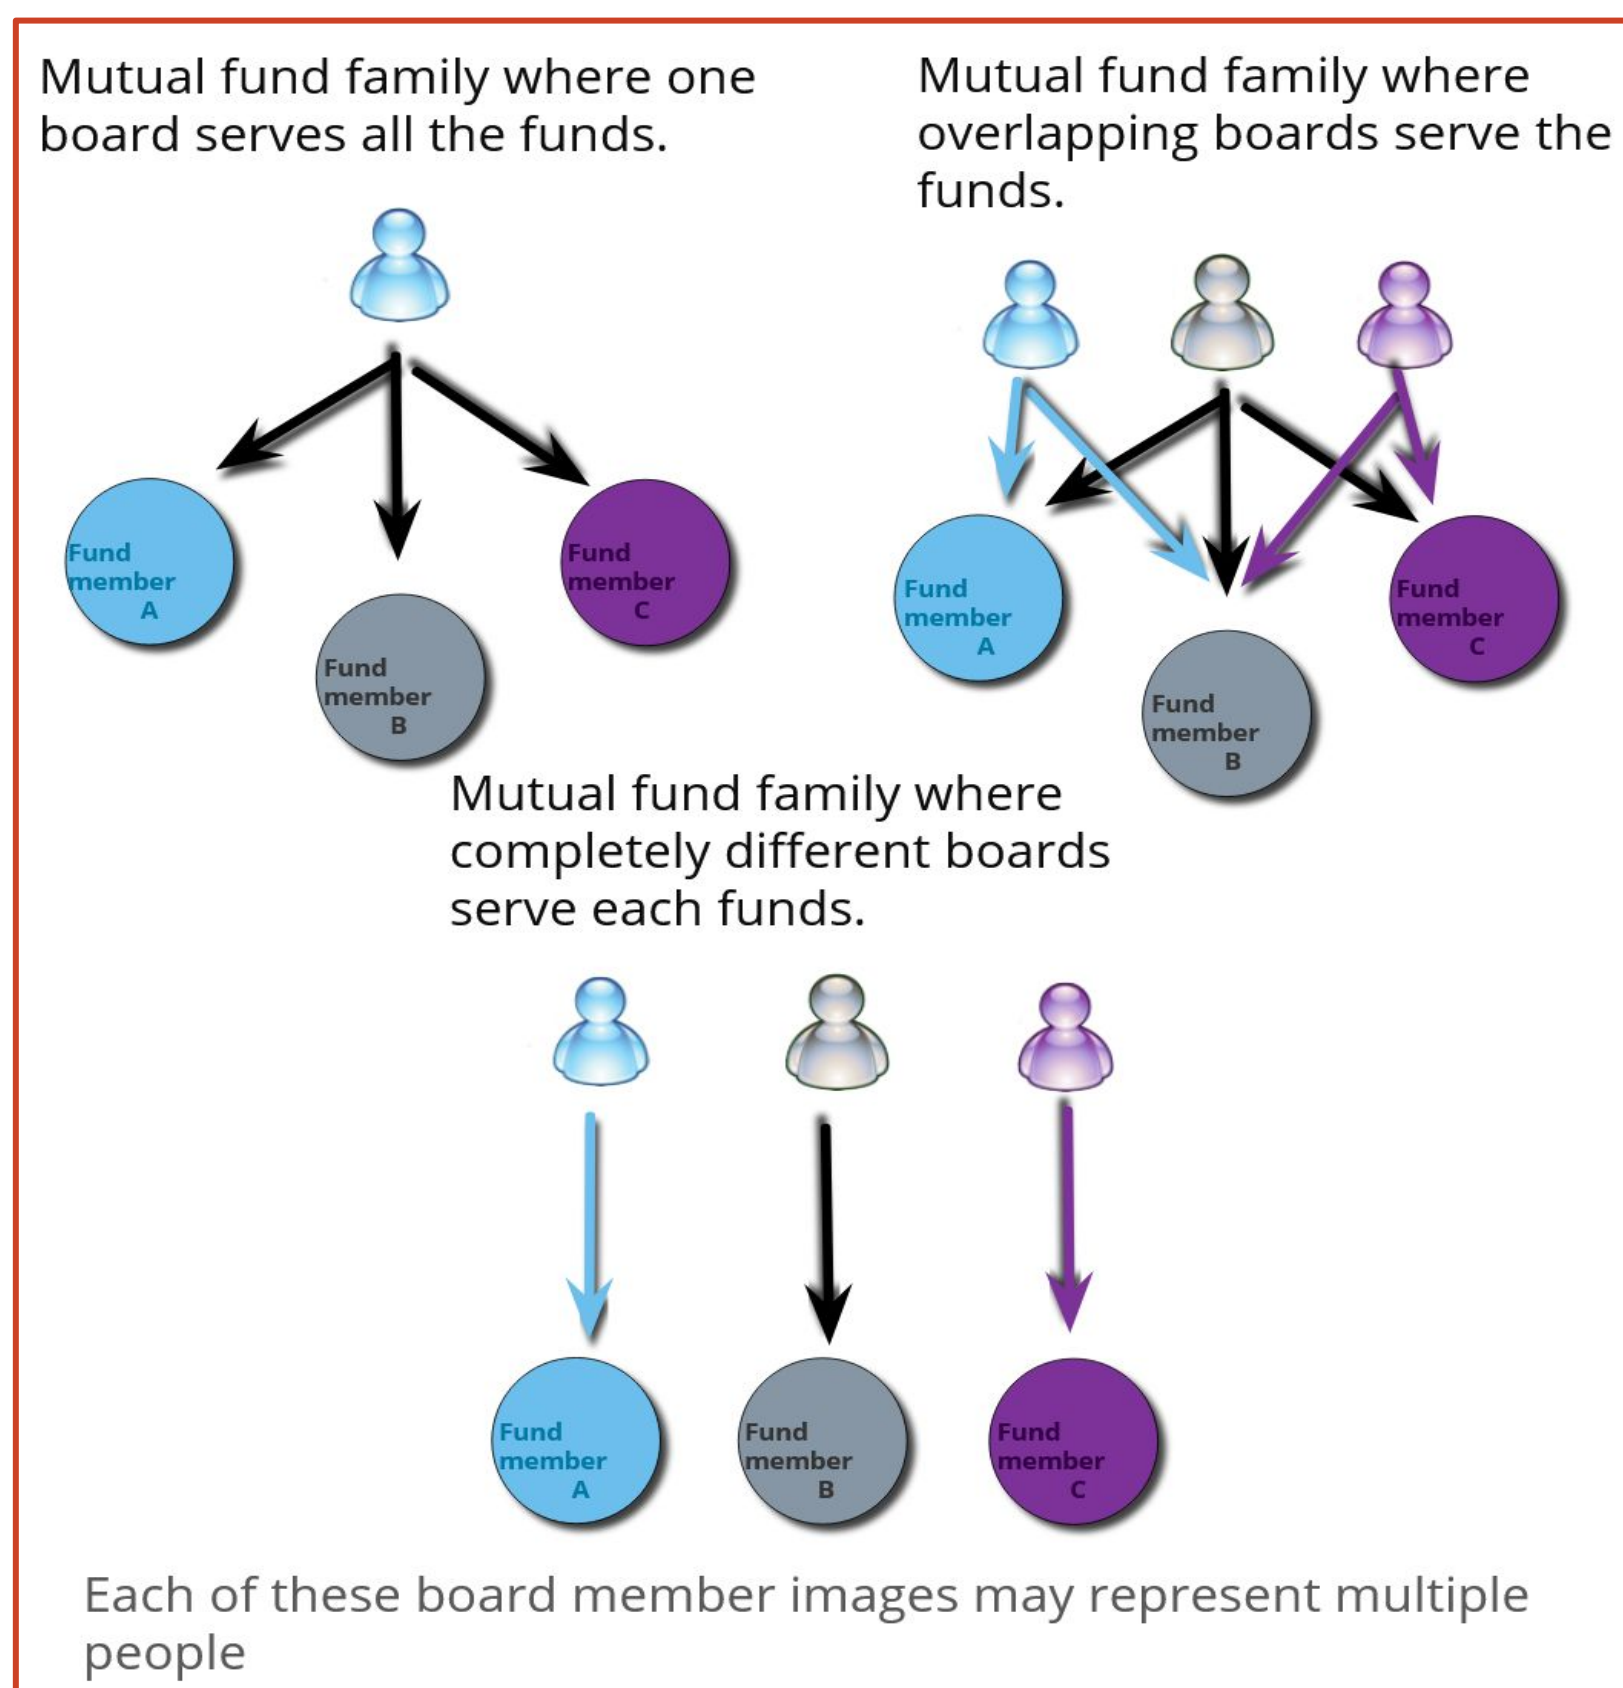 Mutual fund family where one
board serves all the funds.
Mutual fund family where
overlapping boards serve the
funds.
Fund
member
A
Fund
member
B
Fund
member
C
Fund
member
A
Fund
member
B
Fund
member
C
Mutual fund family where
completely different boards
serve each funds.
Fund
member
A
Fund
member
B
Fund
member
C
Each of these board member images may represent multiple
people